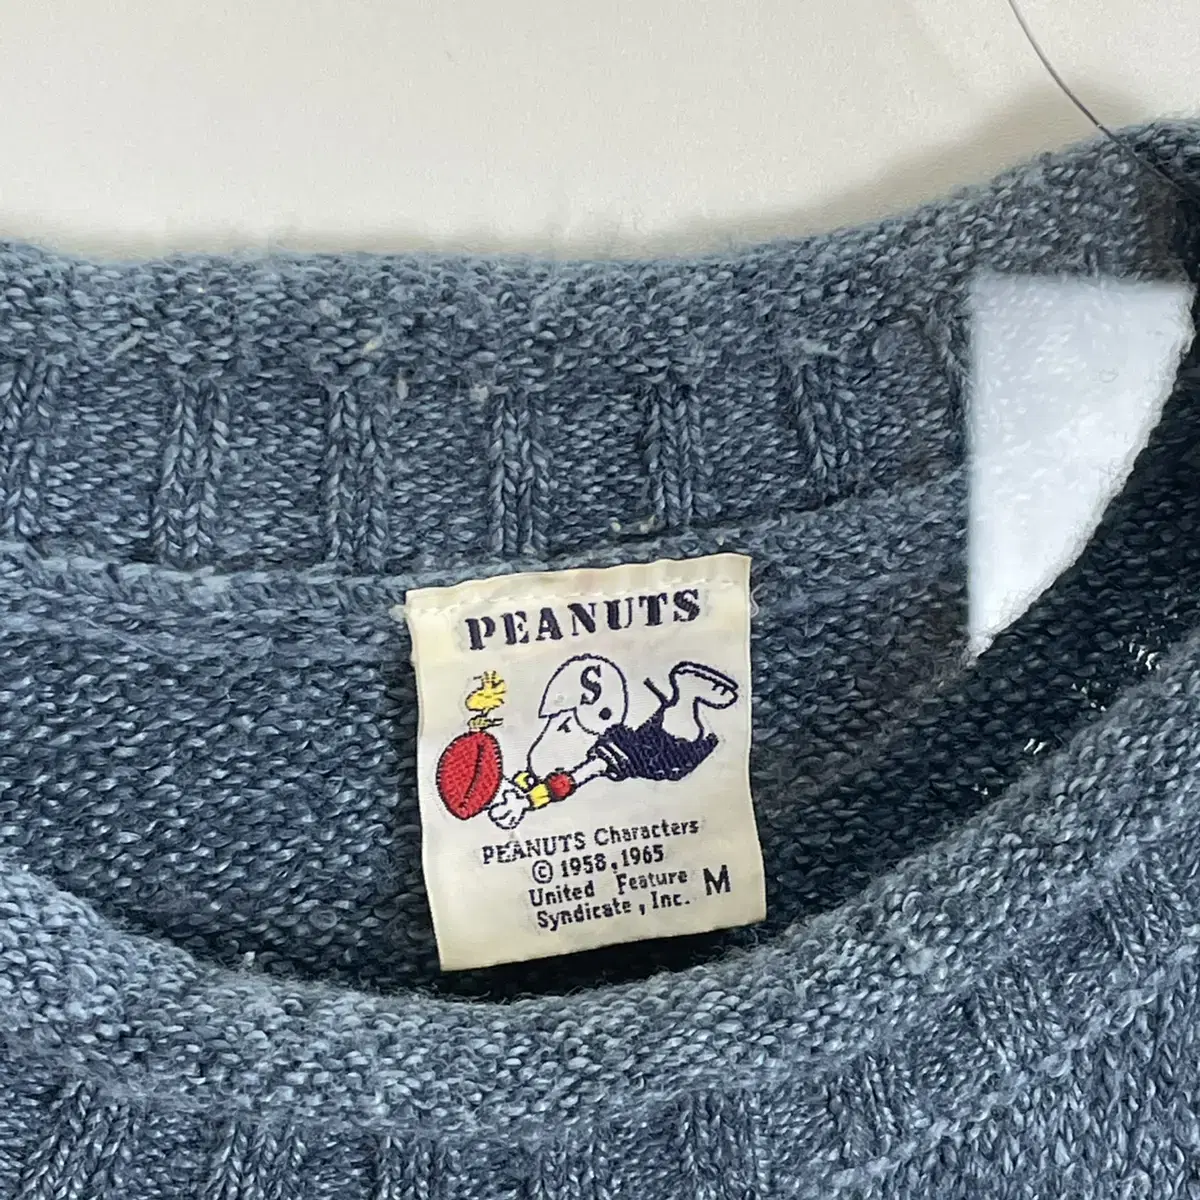 PEANUTS
S
PEANUTS Characters
© 1958, 1965
United Feature
Syndicate, Inc. M